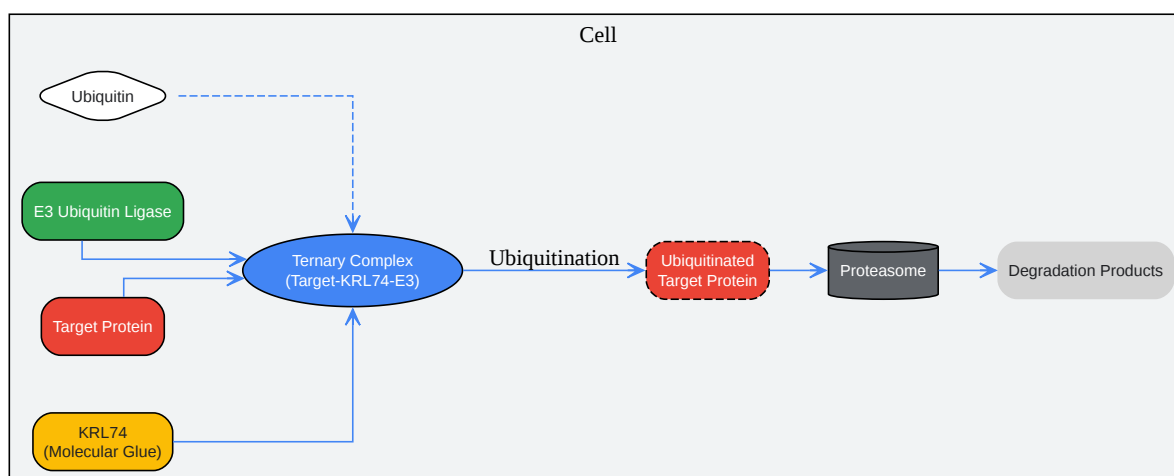 Cell
Ubiquitin
E3 Ubiquitin Ligase
Target Protein
KRL74
(Molecular Glue)
Ternary Complex
(Target-KRL74-E3)
Ubiquitination
Ubiquitinated
Target Protein
Proteasome
Degradation Products